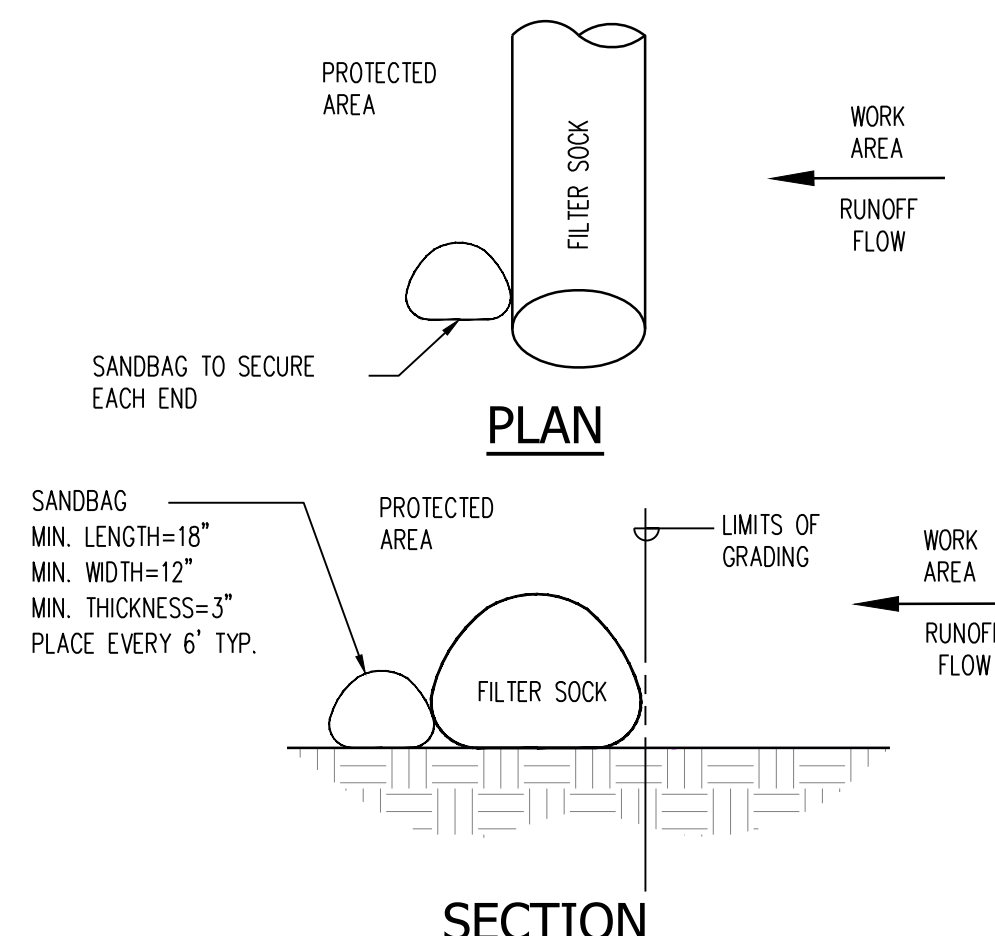 PROTECTED
AREA
FILTER SOCK
WORK
AREA
RUNOFF
FLOW
SANDBAG TO SECURE
EACH END
PLAN
SANDBAG
MIN. LENGTH=18"
MIN. WIDTH=12"
MIN. THICKNESS=3"
PLACE EVERY 6' TYP.
PROTECTED
AREA
LIMITS OF
GRADING
WORK
AREA
RUNOFF
FLOW
FILTER SOCK
SECTION